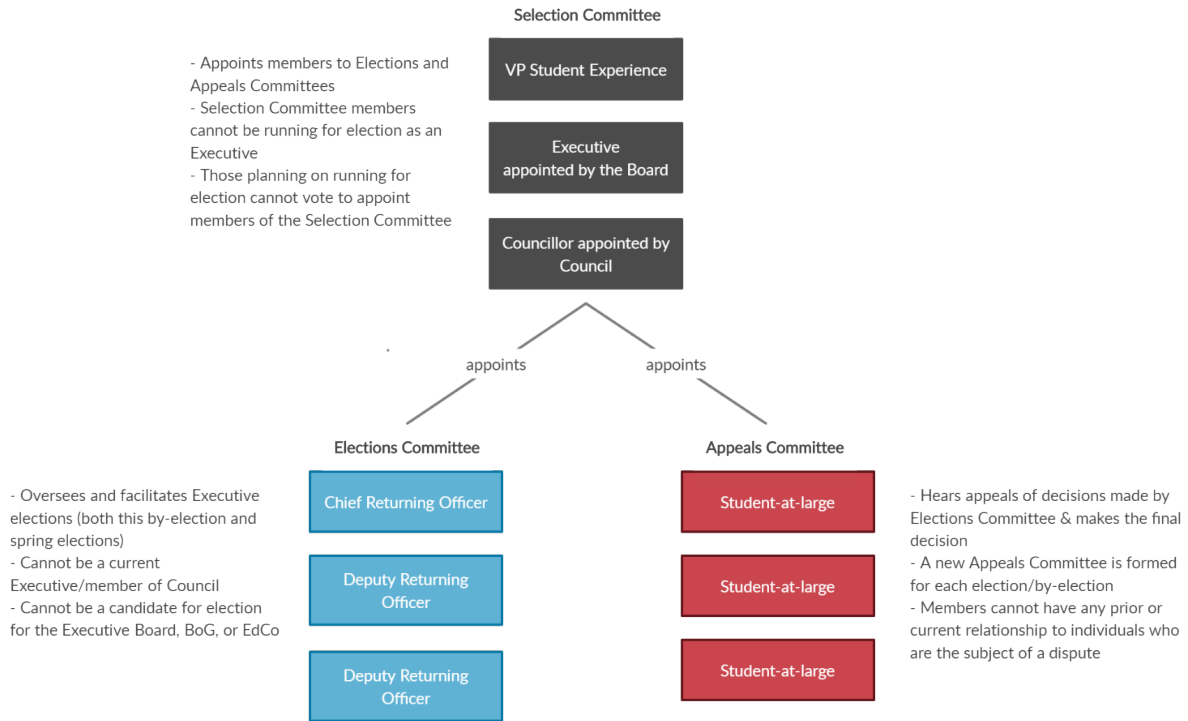 Selection Committee
VP Student Experience
Executive
appointed by the Board
Councillor appointed by
Council
- Appoints members to Elections and
Appeals Committees
- Selection Committee members
cannot be running for election as an
Executive
- Those planning on running for
election cannot vote to appoint
members of the Selection Committee
appoints
appoints
Elections Committee
Chief Returning Officer
Deputy Returning
Officer
Deputy Returning
Officer
- Oversees and facilitates Executive
elections (both this by-election and
spring elections)
- Cannot be a current
Executive/member of Council
- Cannot be a candidate for election
for the Executive Board, BoG, or EdCo
Appeals Committee
Student-at-large
Student-at-large
Student-at-large
- Hears appeals of decisions made by
Elections Committee & makes the final
decision
- A new Appeals Committee is formed
for each election/by-election
- Members cannot have any prior or
current relationship to individuals who
are the subject of a dispute